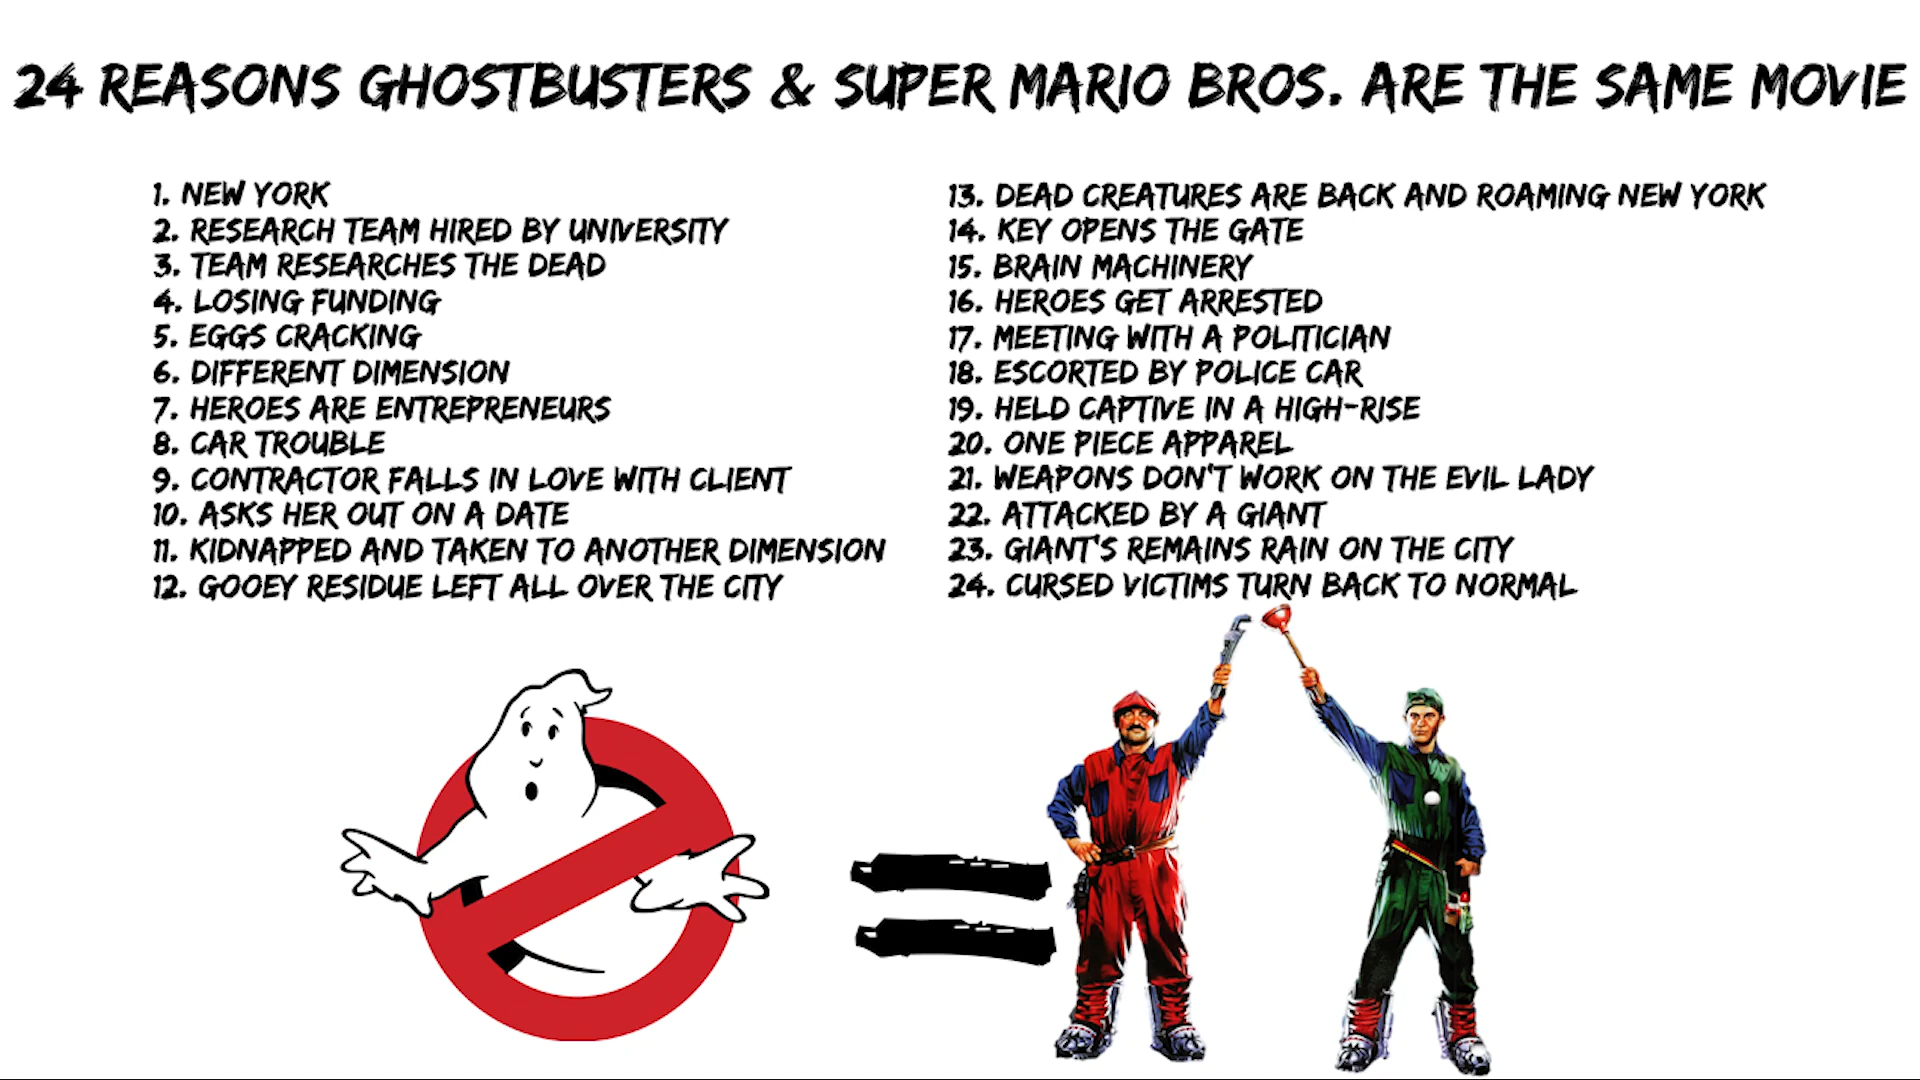 24 REASONS GHOSTBUSTERS & SUPER MARIO BROS. ARE THE SAME MOVIE
1. NEW YORK
2. RESEARCH TEAM HIRED BY UNIVERSITY
3. TEAM RESEARCHES THE DEAD
4. LOSING FUNDING
5. EGGS CRACKING
6. DIFFERENT DIMENSION
7. HEROES ARE ENTREPRENEURS
8. CAR TROUBLE
9. CONTRACTOR FALLS IN LOVE WITH CLIENT
10. ASKS HER OUT ON A DATE
11. KIDNAPPED AND TAKEN TO ANOTHER DIMENSION
12. GOOEY RESIDUE LEFT ALL OVER THE CITY
13. DEAD CREATURES ARE BACK AND ROAMING NEW YORK
14. KEY OPENS THE GATE
15. BRAIN MACHINERY
16. HEROES GET ARRESTED
17. MEETING WITH A POLITICIAN
18. ESCORTED BY POLICE CAR
19. HELD CAPTIVE IN A HIGH-RISE
20. ONE PIECE APPAREL
21. WEAPONS DON'T WORK ON THE EVIL LADY
22. ATTACKED BY A GIANT
23. GIANT'S REMAINS RAIN ON THE CITY
24. CURSED VICTIMS TURN BACK TO NORMAL
=